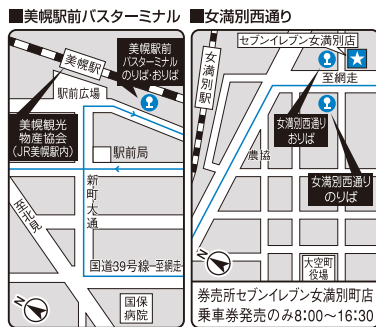 ■美幌駅前バスターミナル
美幌駅
美幌駅前
バスターミナル
のりば・おりば
駅前広場
美幌観光
物産協会
(JR美幌駅内)
駅前局
新町大通
至北見
国道39号線
至網走
国保
病院
N
■女満別西通り
セブンイレブン女満別店
女満別駅
至網走
女満別西通り
おりば
農協
女満別西通り
のりば
大空町
役場
N
券売所セブンイレブン女満別町店
乗車券発売のみ8:00〜16:30